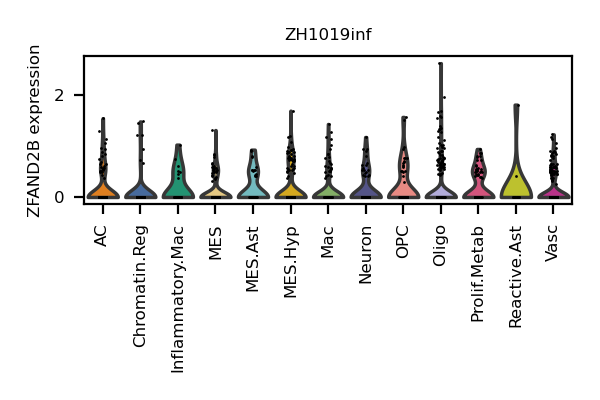 ZH1019inf
ZFAND2B expression
2
0
AC
Chromatin.Reg
Inflammatory.Mac
MES
MES.Ast
MES.Hyp
Mac
Neuron
OPC
Oligo
Prolif.Metab
Reactive.Ast
Vasc